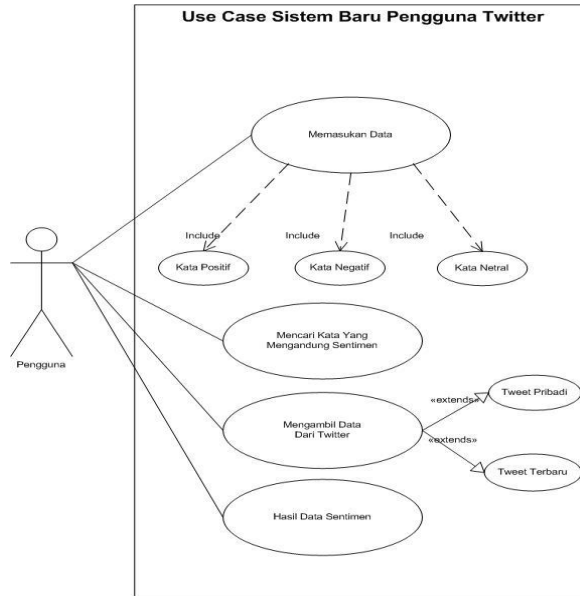 Use Case Sistem Baru Pengguna Twitter
Memasukan Data
Include
Include
Include
Kata Positif
Kata Negatif
Kata Netral
Pengguna
Mencari Kata Yang
Mengandung Sentimen
Mengambil Data
Dari Twitter
«extends»
Tweet Pribadi
«extends»
Tweet Terbaru
Hasil Data Sentimen